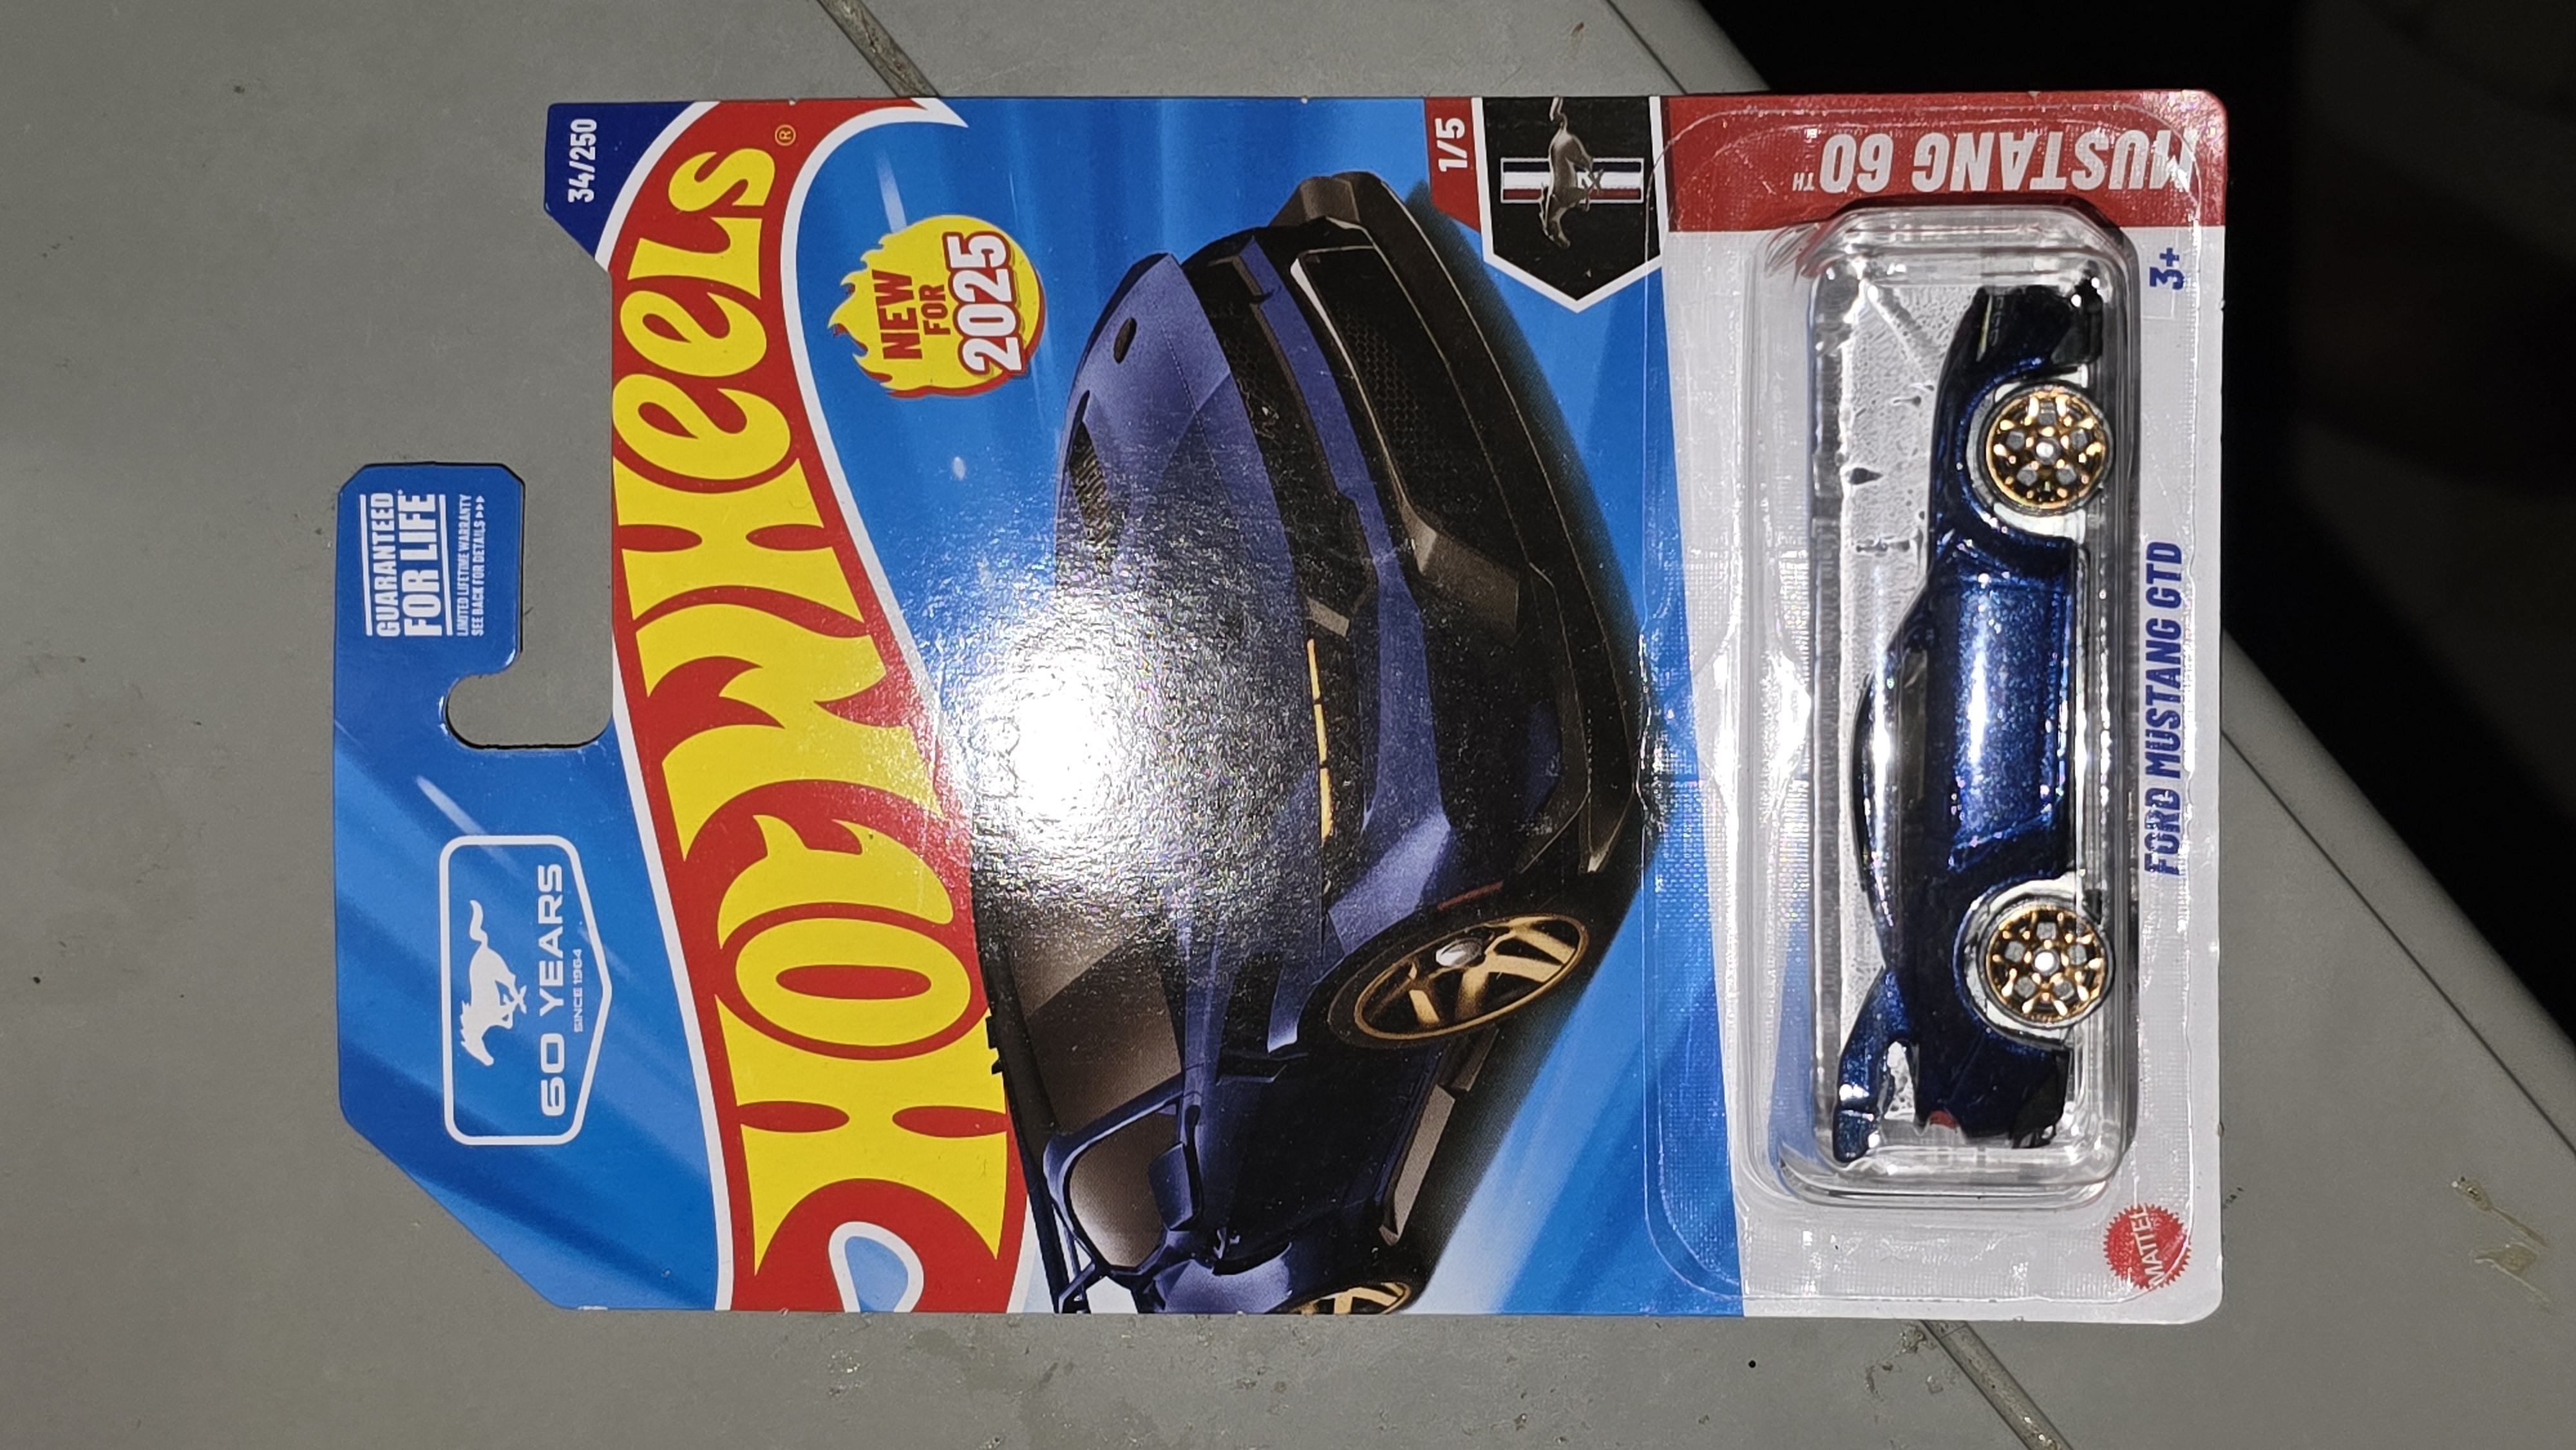 GUARANTEED
FOR LIFE
LIMITED LIFETIME WARRANTY
SEE BACK FOR DETAILS >>>
60 YEARS
SINCE 1964
34/250
Hot Wheels®
NEW
FOR
2025
1/5
MUSTANG 60TH
3+
FORD MUSTANG GTD
MATTEL